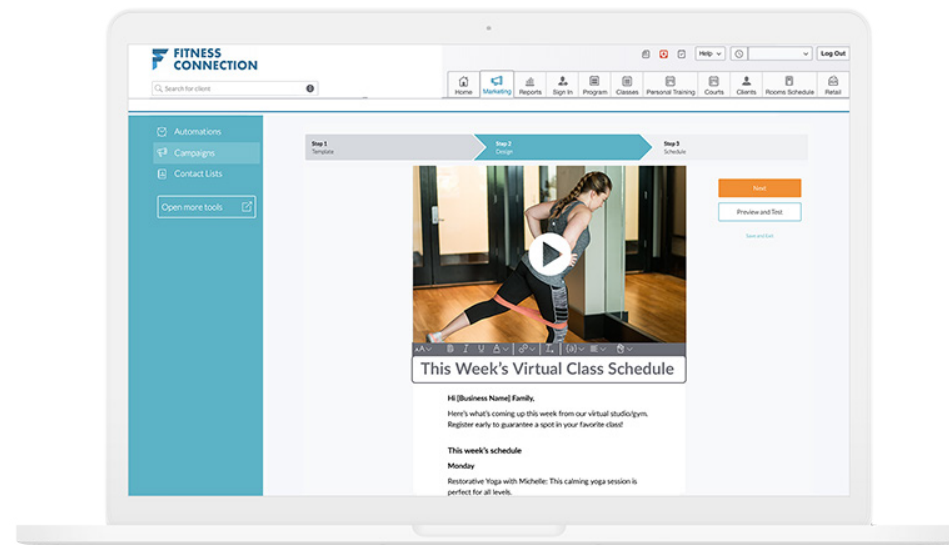 FITNESS
CONNECTION
Help
Log Out
Search for client
Home
Marketing
Reports
Sign In
Program
Classes
Personal Training
Courts
Clients
Rooms Schedule
Retail
Automations
Campaigns
Contact Lists
Open more tools
Step 1
Template
Step 2
Design
Step 3
Schedule
Next
Preview and Test
Save and Exit
This Week's Virtual Class Schedule
Hi [Business Name] Family,
Here's what's coming up this week from our virtual studio/gym.
Register early to guarantee a spot in your favorite class!
This week's schedule
Monday
Restorative Yoga with Michelle: This calming yoga session is
perfect for all levels.